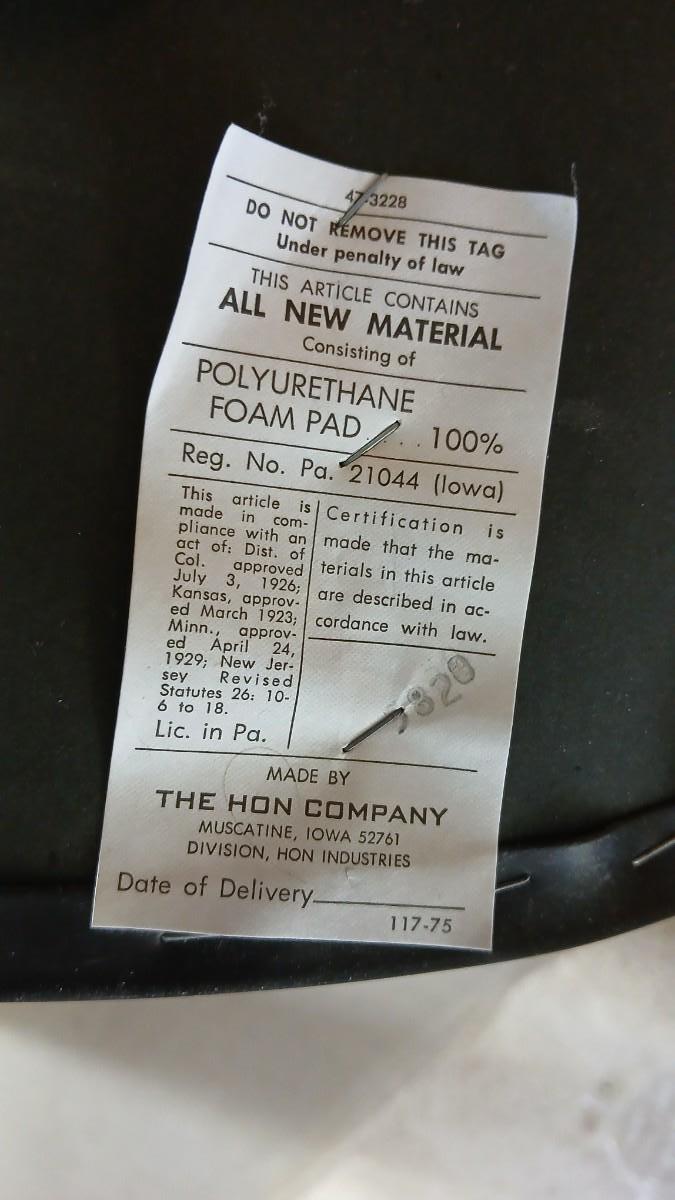 47-3228
DO NOT REMOVE THIS TAG
Under penalty of law
THIS ARTICLE CONTAINS
ALL NEW MATERIAL
Consisting of
POLYURETHANE
FOAM PAD . . . . 100%
Reg. No. Pa. 21044 (Iowa)
This article is
made in com-
pliance with an
act of: Dist. of
Col. approved
July 3, 1926;
Kansas, approv-
ed March 1923;
Minn., approv-
ed April 24,
1929; New Jer-
sey Revised
Statutes 26: 10-
6 to 18.
Lic. in Pa.
Certification is
made that the ma-
terials in this article
are described in ac-
cordance with law.
MADE BY
THE HON COMPANY
MUSCATINE, IOWA 52761
DIVISION, HON INDUSTRIES
Date of Delivery
117-75